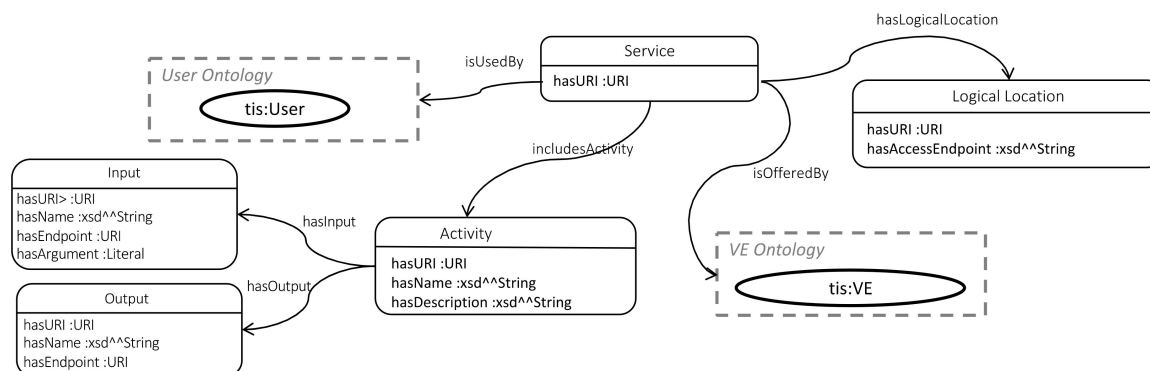 hasLogicalLocation
Service
hasURI :URI
isUsedBy
User Ontology
tis:User
Logical Location
hasURI :URI
hasAccessEndpoint :xsd^^String
includesActivity
isOfferedBy
Input
hasURI> :URI
hasName :xsd^^String
hasEndpoint :URI
hasArgument :Literal
hasInput
Activity
hasURI :URI
hasName :xsd^^String
hasDescription :xsd^^String
VE Ontology
tis:VE
hasOutput
Output
hasURI :URI
hasName :xsd^^String
hasEndpoint :URI